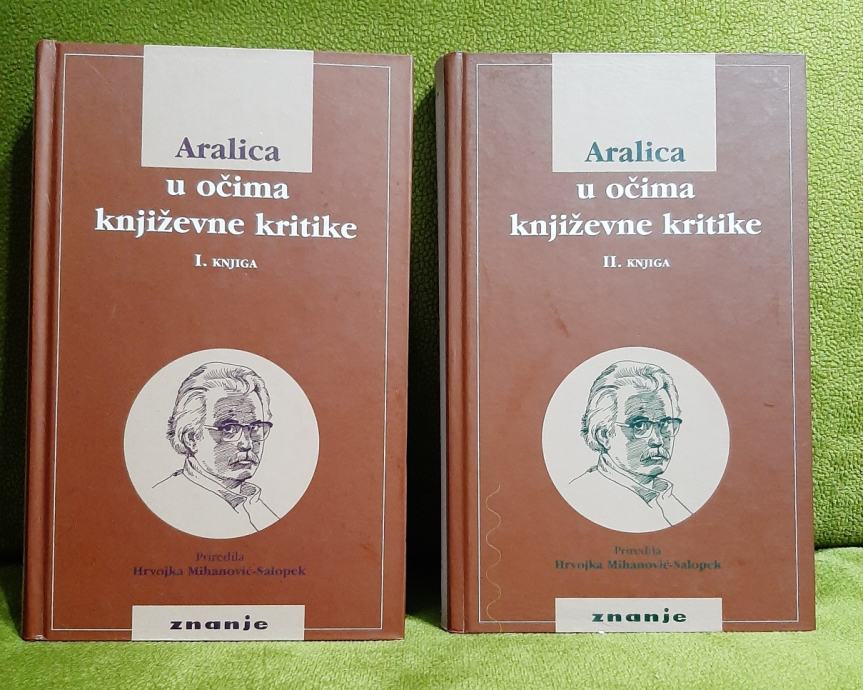 Aralica
u očima
književne kritike
I. KNJIGA
Priredila
Hrvojka Mihanović-Salopek
znanje
Aralica
u očima
književne kritike
II. KNJIGA
Priredila
Hrvojka Mihanović-Salopek
znanje